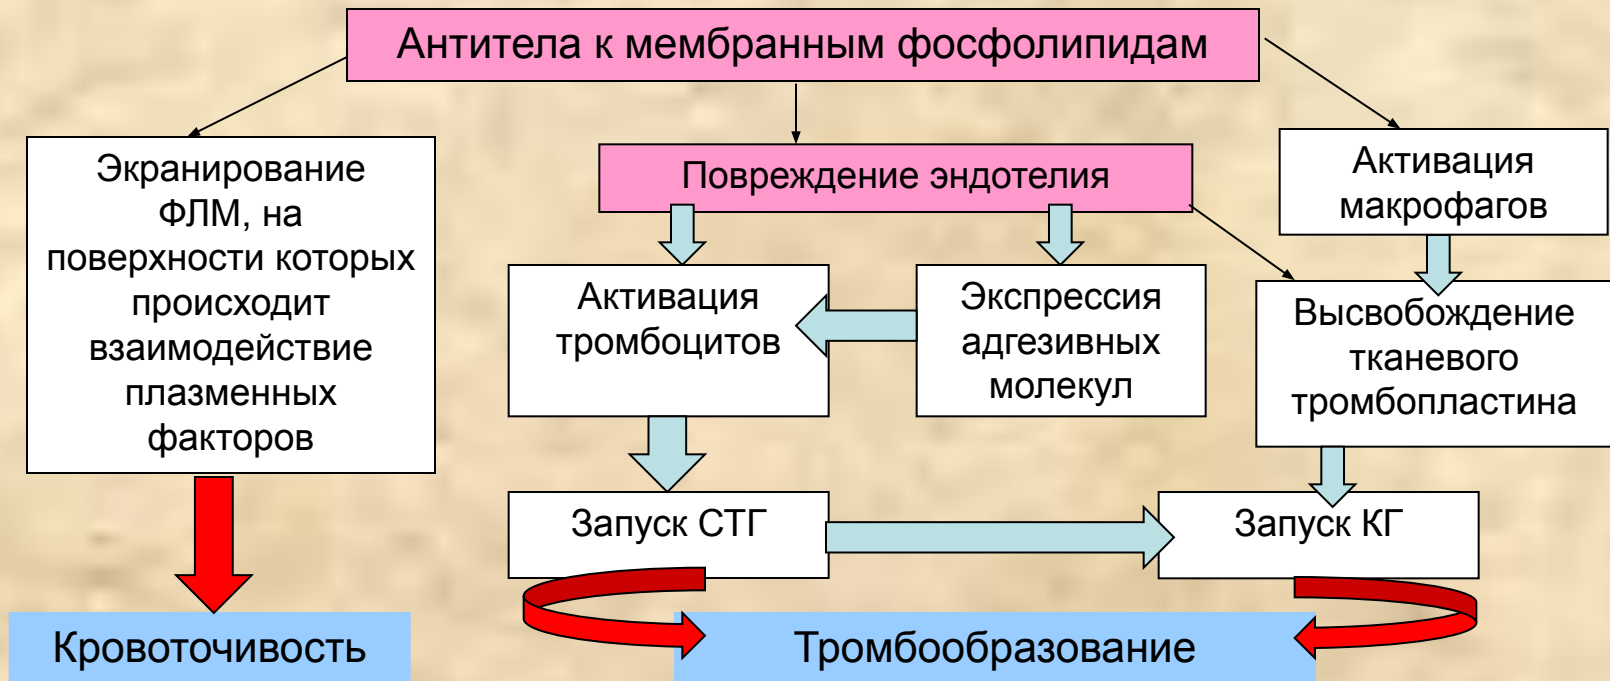 Антитела к мембранным фосфолипидам
Экранирование
ФЛМ, на
поверхности которых
происходит
взаимодействие
плазменных
факторов
Повреждение эндотелия
Активация
макрофагов
Активация
тромбоцитов
Экспрессия
адгезивных
молекул
Высвобождение
тканевого
тромбопластина
Запуск СТГ
Запуск КГ
Кровоточивость
Тромбообразование